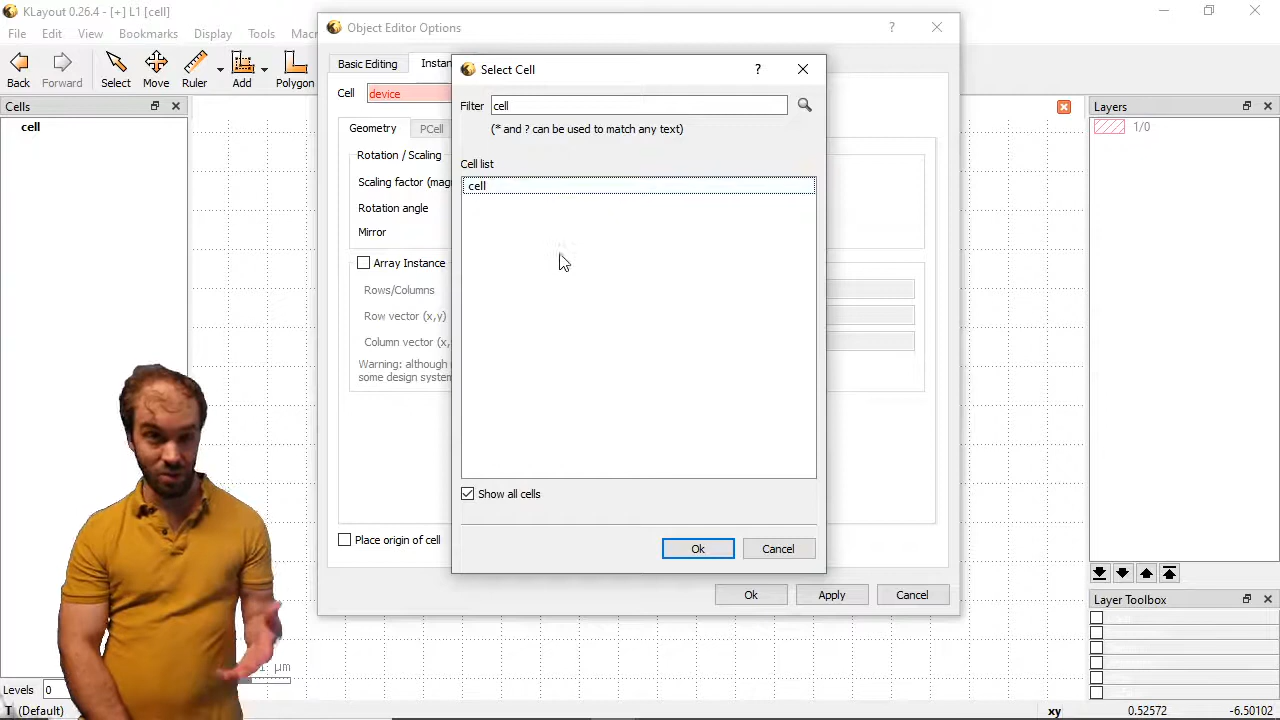 KLayout 0.26.4 - [+] L1 [cell]
File Edit View Bookmarks Display Tools Macr
Back Forward Select Move Ruler Add Polygon
Cells
cell
Object Editor Options
?
Basic Editing Instan
Cell device
Geometry PCell
Rotation / Scaling
Scaling factor (mag
Rotation angle
Mirror
Array Instance
Rows/Columns
Row vector (x,y)
Column vector (x,
Warning: although
some design system
Place origin of cell
Ok Apply Cancel
Select Cell
?
Filter cell
(* and ? can be used to match any text)
Cell list
cell
Show all cells
Ok Cancel
Layers
1/0
Layer Toolbox
µm
Levels 0
T (Default)
xy 0.52572 -6.50102